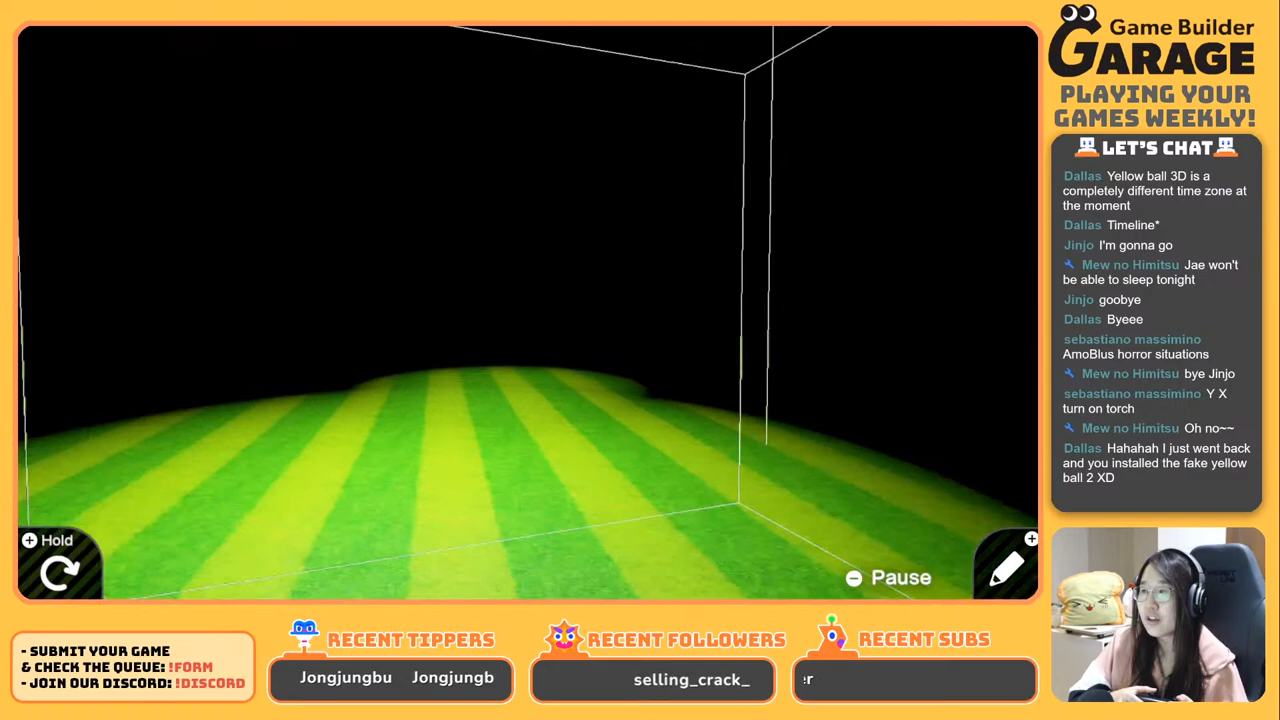 Game Builder
GARAGE
PLAYING YOUR
GAMES WEEKLY!
LET'S CHAT
Dallas Yellow ball 3D is a
completely different time zone at
the moment
Dallas Timeline*
Jinjo I'm gonna go
Mew no Himitsu Jae won't
be able to sleep tonight
Jinjo goobye
Dallas Byeee
sebastiano massimino
AmoBlus horror situations
Mew no Himitsu bye Jinjo
sebastiano massimino Y X
turn on torch
Mew no Himitsu Oh no~~
Dallas Hahahah I just went back
and you installed the fake yellow
ball 2 XD
Hold
Pause
- SUBMIT YOUR GAME
& CHECK THE QUEUE: !FORM
- JOIN OUR DISCORD: !DISCORD
RECENT TIPPERS
Jongjungbu Jongjungb
RECENT FOLLOWERS
selling_crack_
RECENT SUBS
er